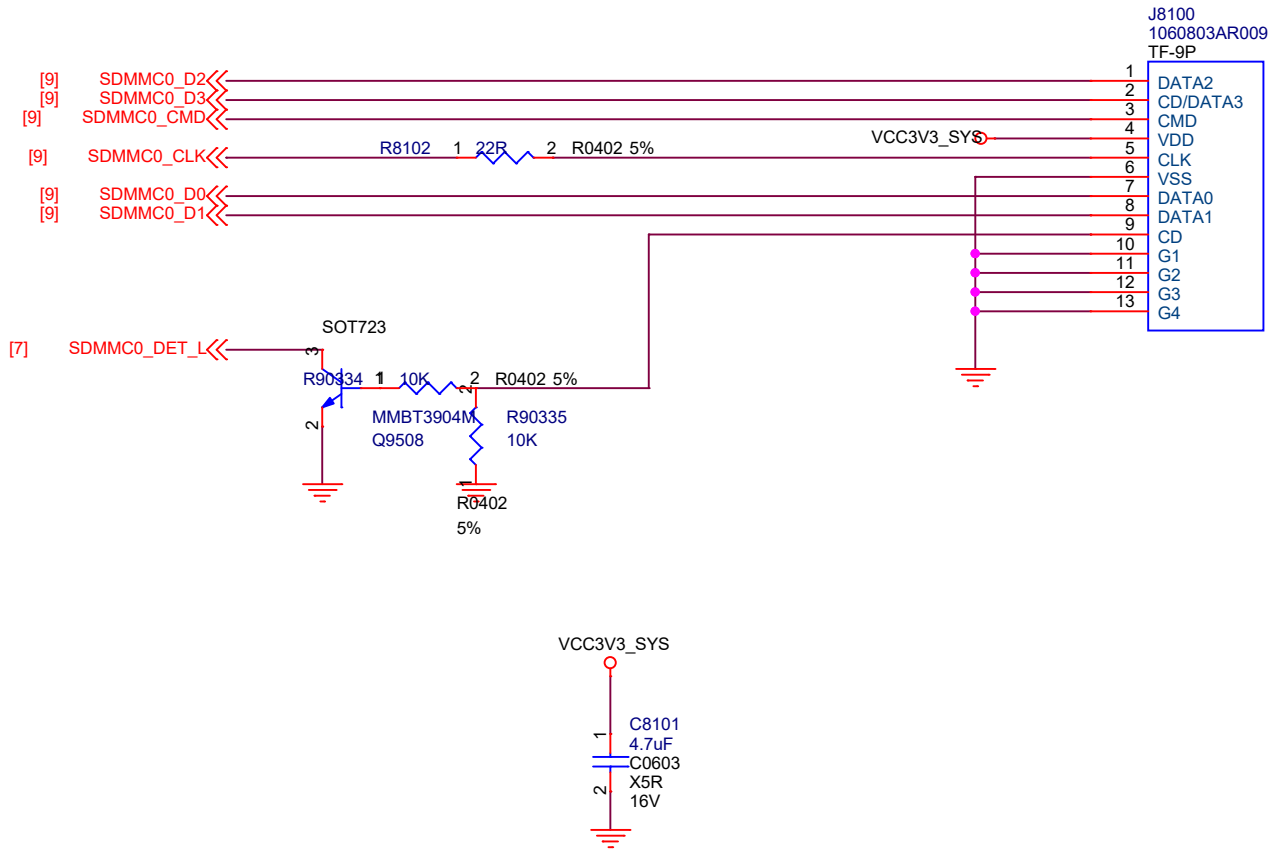 J8100
1060803AR009
TF-9P
[9] SDMMC0_D2 1 DATA2
[9] SDMMC0_D3 2 CD/DATA3
[9] SDMMC0_CMD 3 CMD
VCC3V3_SYS 4 VDD
[9] SDMMC0_CLK R8102 1 22R 2 R0402 5% 5 CLK
6 VSS
[9] SDMMC0_D0 7 DATA0
[9] SDMMC0_D1 8 DATA1
9 CD
10 G1
11 G2
12 G3
13 G4
SOT723
[7] SDMMC0_DET_L 3
R90334 1 1 10K 2 R0402 5%
2
2 MMBT3904M R90335
Q9508 10K
1
R0402
5%
VCC3V3_SYS
C8101
1 4.7uF
C0603
X5R
2 16V